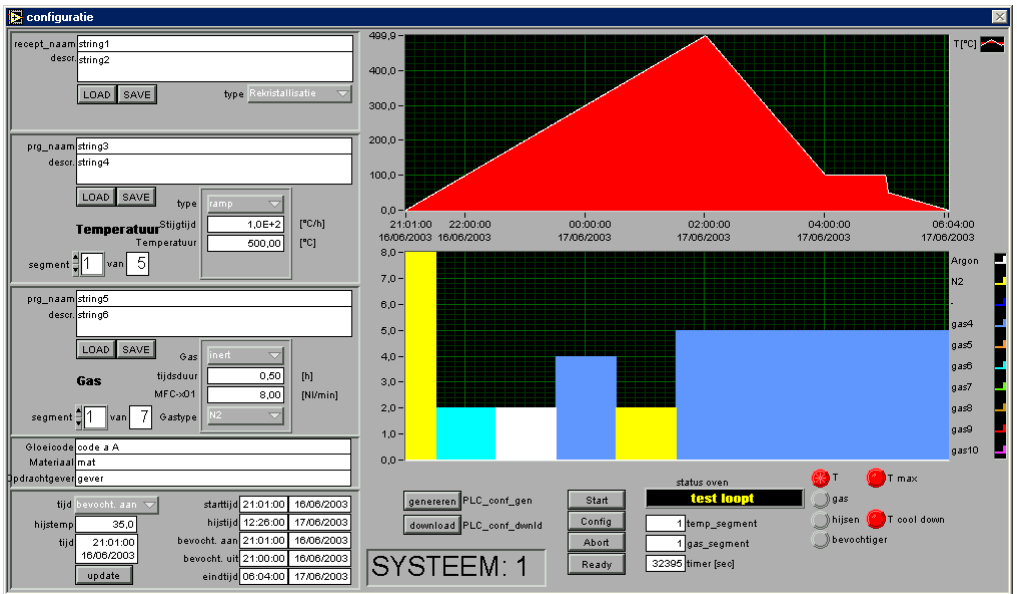 configuratie
recept_naam string1
descr. string2
LOAD SAVE type Rekristallisatie
prg_naam string3
descr. string4
LOAD SAVE type ramp
Temperatuur
Stijgtijd 1,0E+2 [°C/h]
Temperatuur 500,00 [°C]
segment 1 van 5
prg_naam string5
descr. string6
LOAD SAVE Gas inert
Gas
tijdsduur 0,50 [h]
MFC-x01 8,00 [Nl/min]
segment 1 van 7 Gastype N2
Gloeicode code a A
Materiaal mat
Opdrachtgever gever
tijd bevocht. aan
hijstemp 35,0
tijd 21:01:00
16/06/2003
update
starttijd 21:01:00 16/06/2003
hijstijd 12:26:00 17/06/2003
bevocht. aan 21:01:00 16/06/2003
bevocht. uit 21:00:00 16/06/2003
eindtijd 06:04:00 17/06/2003
499,9
400,0
300,0
200,0
100,0
0,0
21:01:00 22:00:00 00:00:00 02:00:00 04:00:00 06:04:00
16/06/2003 16/06/2003 17/06/2003 17/06/2003 17/06/2003 17/06/2003
T[°C]
8,0
7,0
6,0
5,0
4,0
3,0
2,0
1,0
0,0
Argon
N2
-
gas4
gas5
gas6
gas7
gas8
gas9
gas10
genereren PLC_conf_gen
download PLC_conf_dwnld
SYSTEEM: 1
Start
Config
Abort
Ready
status oven
test loopt
1 temp_segment
1 gas_segment
32395 timer [sec]
T T max
gas
hijsen T cool down
bevochtiger